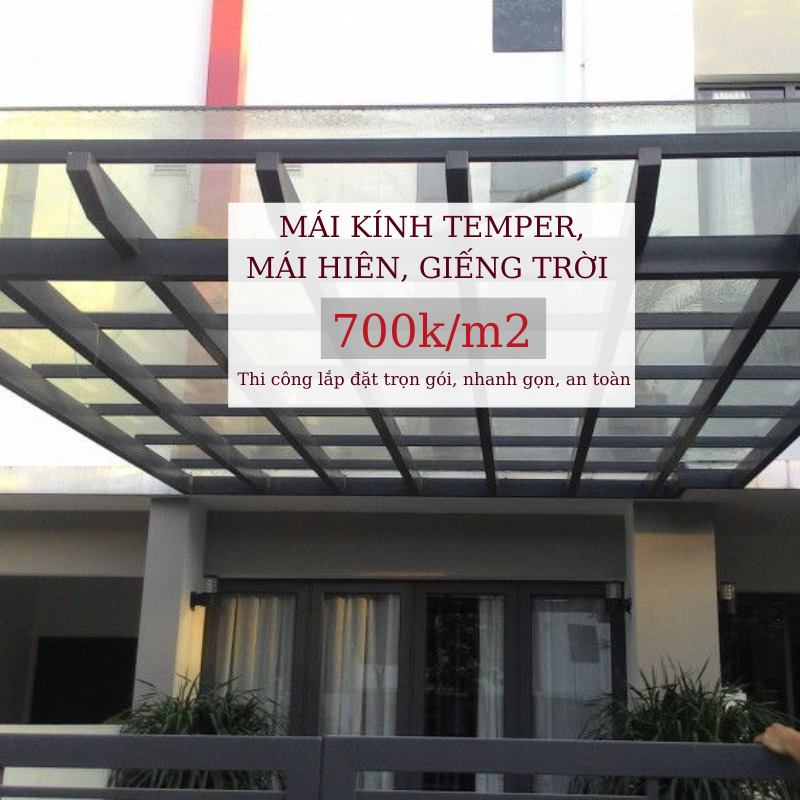 MÁI KÍNH TEMPER,
MÁI HIÊN, GIẾNG TRỜI
700k/m2
Thi công lắp đặt trọn gói, nhanh gọn, an toàn